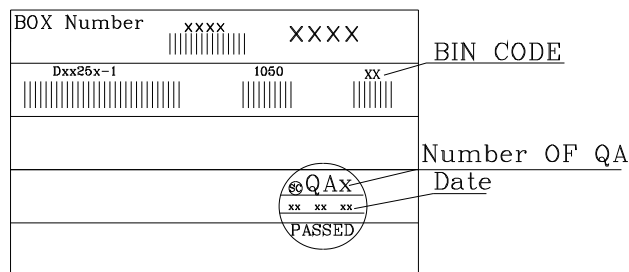 BOX Number xxxx XXXX
BIN CODE
Dxx25x-1 1050 XX
Number OF QA
SC QAx
Date
xx xx xx
PASSED